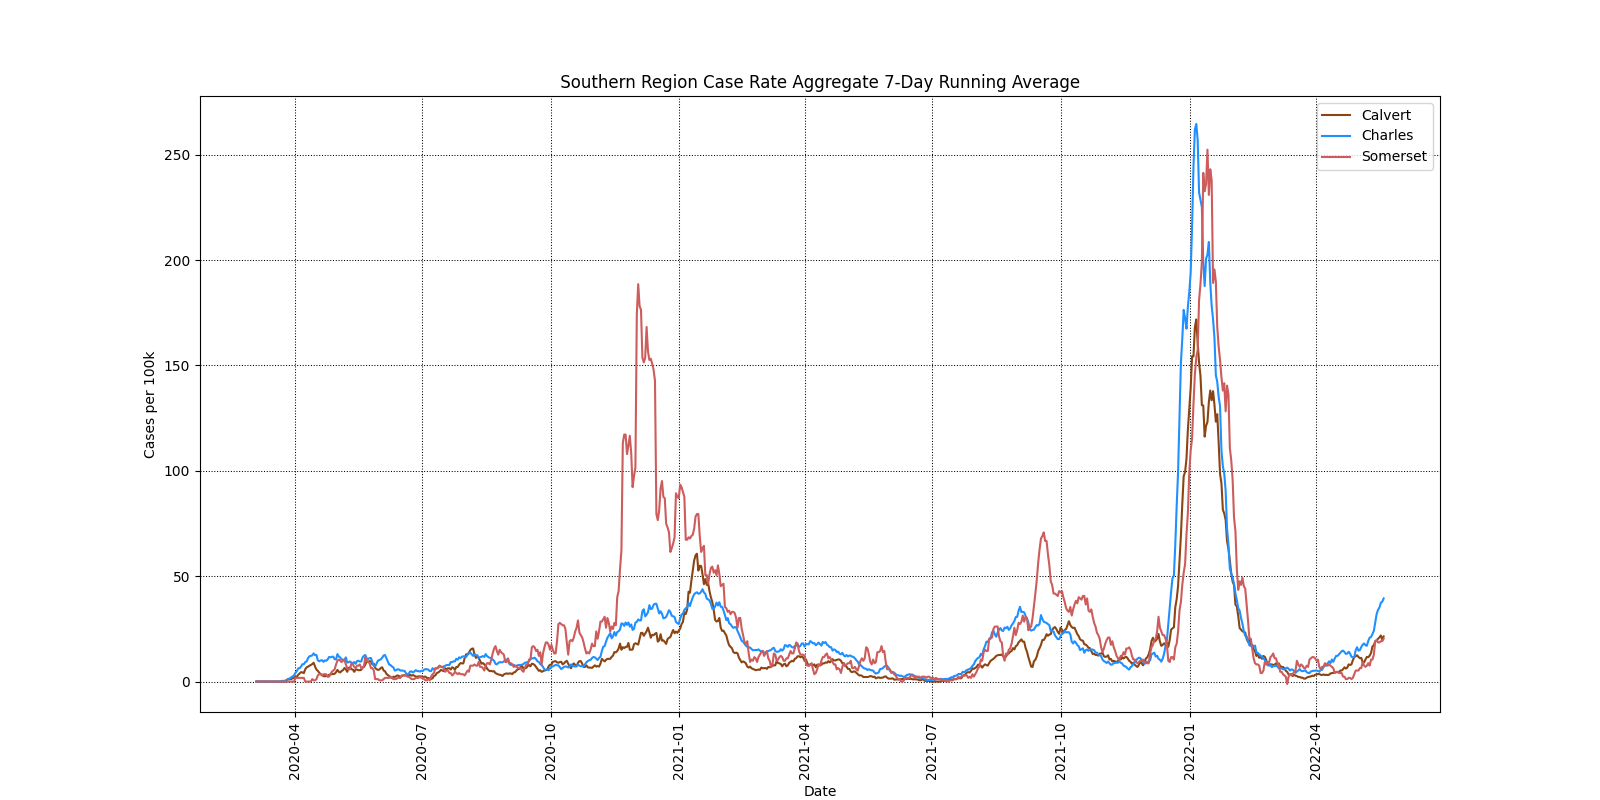 Southern Region Case Rate Aggregate 7-Day Running Average
Calvert
Charles
Somerset
Cases per 100k
250
200
150
100
50
0
2020-04
2020-07
2020-10
2021-01
2021-04
2021-07
2021-10
2022-01
2022-04
Date